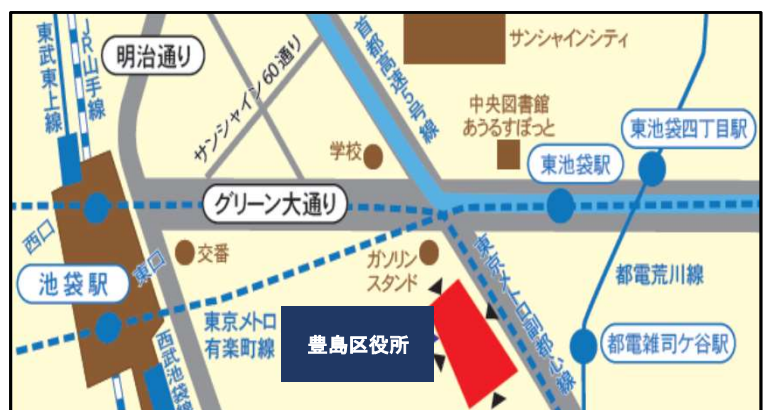 東武東上線
JR山手線
明治通り
サンシャイン60通り
首都高速5号線
サンシャインシティ
中央図書館
あうるすぽっと
東池袋四丁目駅
学校
東池袋駅
グリーン大通り
西口
東口
交番
ガソリン
スタンド
池袋駅
東京メトロ
有楽町線
西武池袋線
豊島区役所
東京メトロ副都心線
都電荒川線
都電雑司ケ谷駅